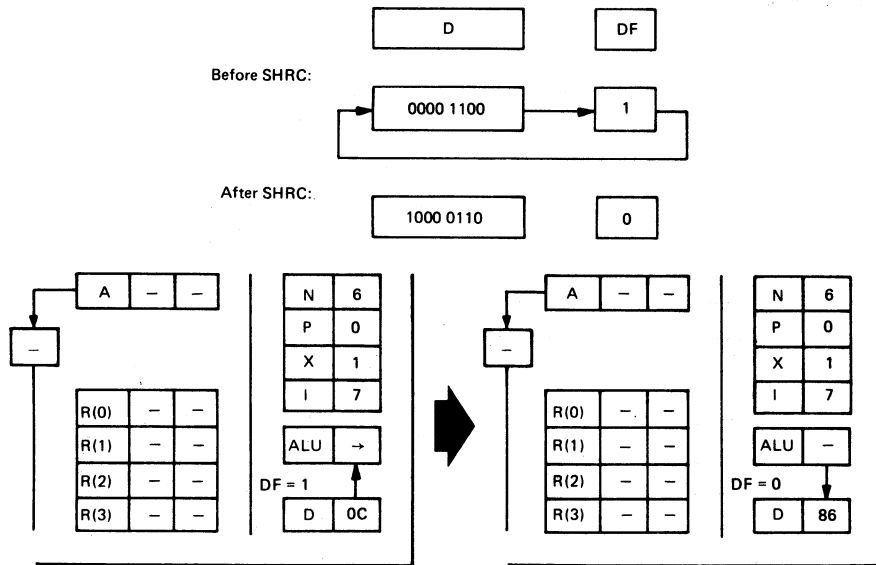 D DF
Before SHRC:
0000 1100 1
After SHRC:
1000 0110 0
A – –
–
N 6
P 0
X 1
I 7
R(0) – –
R(1) – –
R(2) – –
R(3) – –
ALU →
DF = 1
D 0C
A – –
–
N 6
P 0
X 1
I 7
R(0) – –
R(1) – –
R(2) – –
R(3) – –
ALU –
DF = 0
D 86